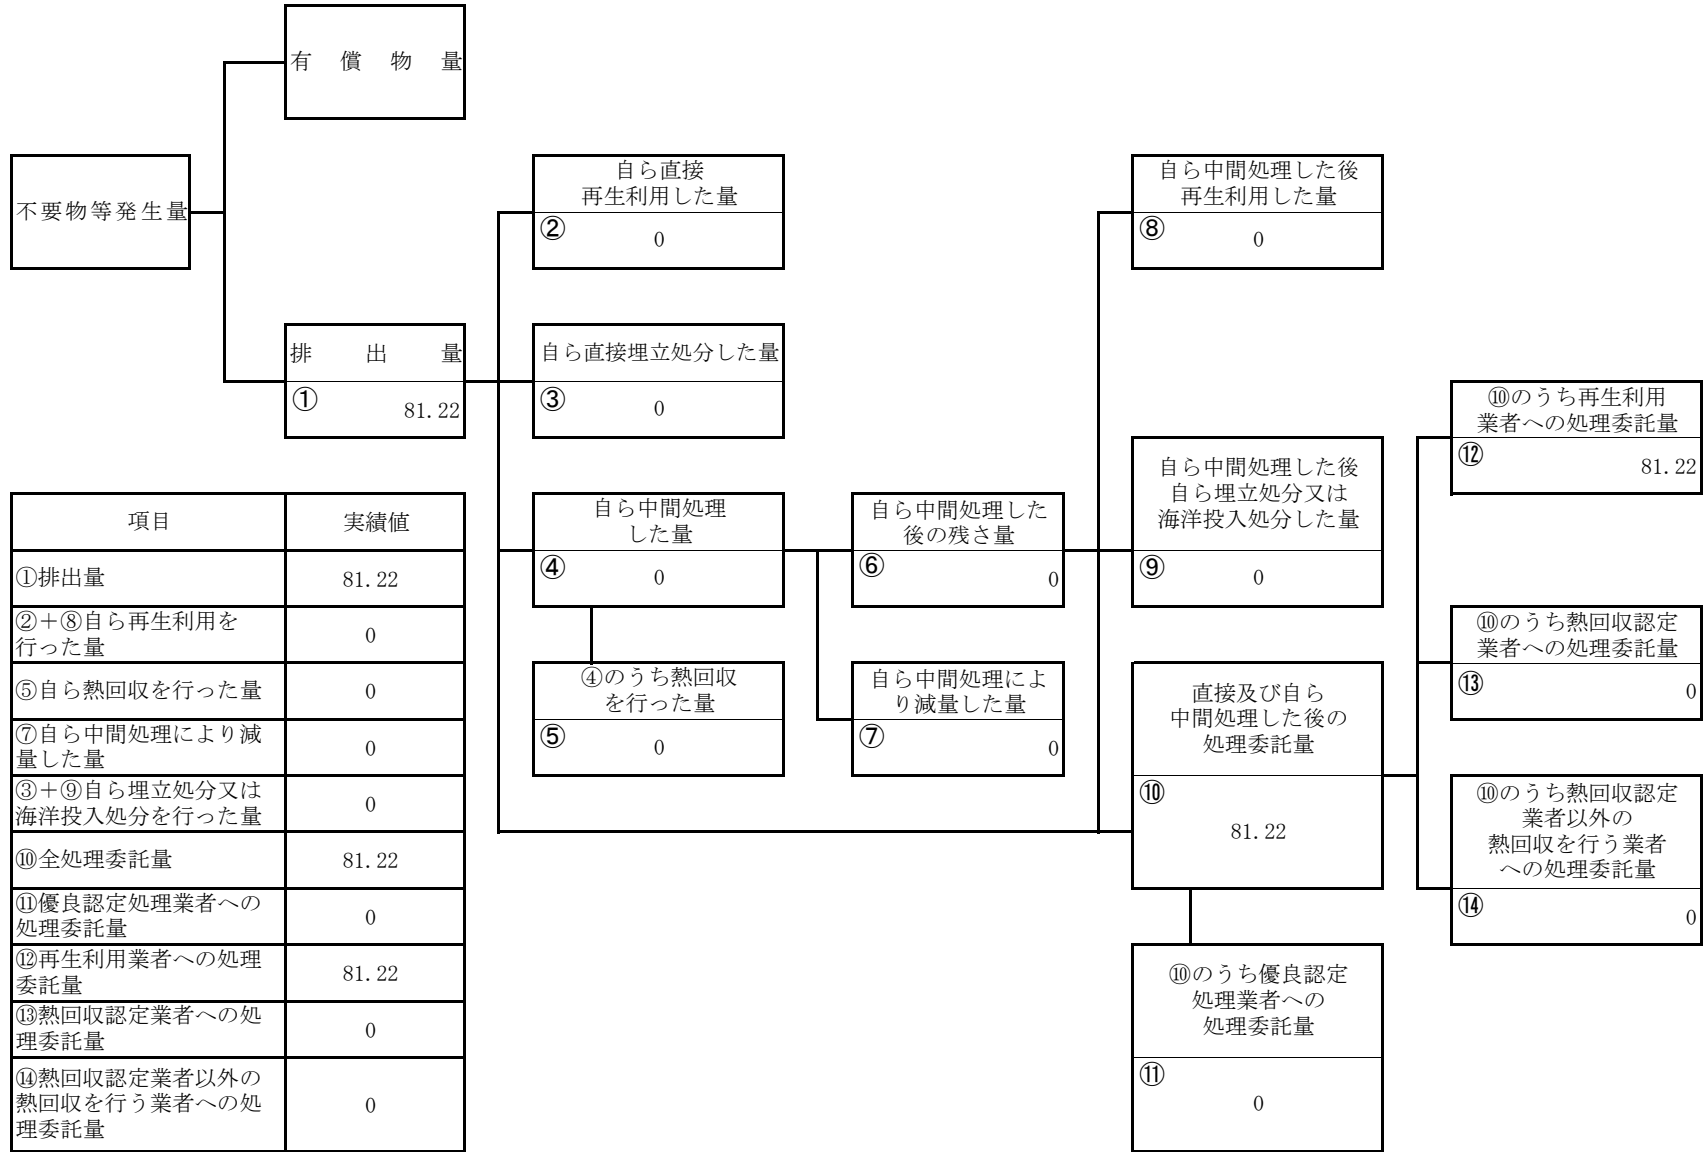 有償物量
不要物等発生量
排出量
①
81.22
自ら直接
再生利用した量
②
0
自ら直接埋立処分した量
③
0
自ら中間処理
した量
④
0
④のうち熱回収
を行った量
⑤
0
自ら中間処理した
後の残さ量
⑥
0
自ら中間処理によ
り減量した量
⑦
0
自ら中間処理した後
再生利用した量
⑧
0
自ら中間処理した後
自ら埋立処分又は
海洋投入処分した量
⑨
0
直接及び自ら
中間処理した後の
処理委託量
⑩
81.22
⑩のうち優良認定
処理業者への
処理委託量
⑪
0
⑩のうち再生利用
業者への処理委託量
⑫
81.22
⑩のうち熱回収認定
業者への処理委託量
⑬
0
⑩のうち熱回収認定
業者以外の
熱回収を行う業者
への処理委託量
⑭
0
項目 実績値
①排出量 81.22
②＋⑧自ら再生利用を
行った量 0
⑤自ら熱回収を行った量 0
⑦自ら中間処理により減
量した量 0
③＋⑨自ら埋立処分又は
海洋投入処分を行った量 0
⑩全処理委託量 81.22
⑪優良認定処理業者への
処理委託量 0
⑫再生利用業者への処理
委託量 81.22
⑬熱回収認定業者への処
理委託量 0
⑭熱回収認定業者以外の
熱回収を行う業者への処
理委託量 0